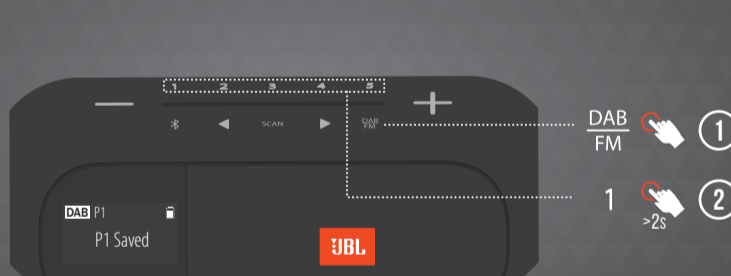 1 2 3 4 5
SCAN
DAB
FM
DAB
FM
1
1
>2s
2
DAB P1
P1 Saved
JBL